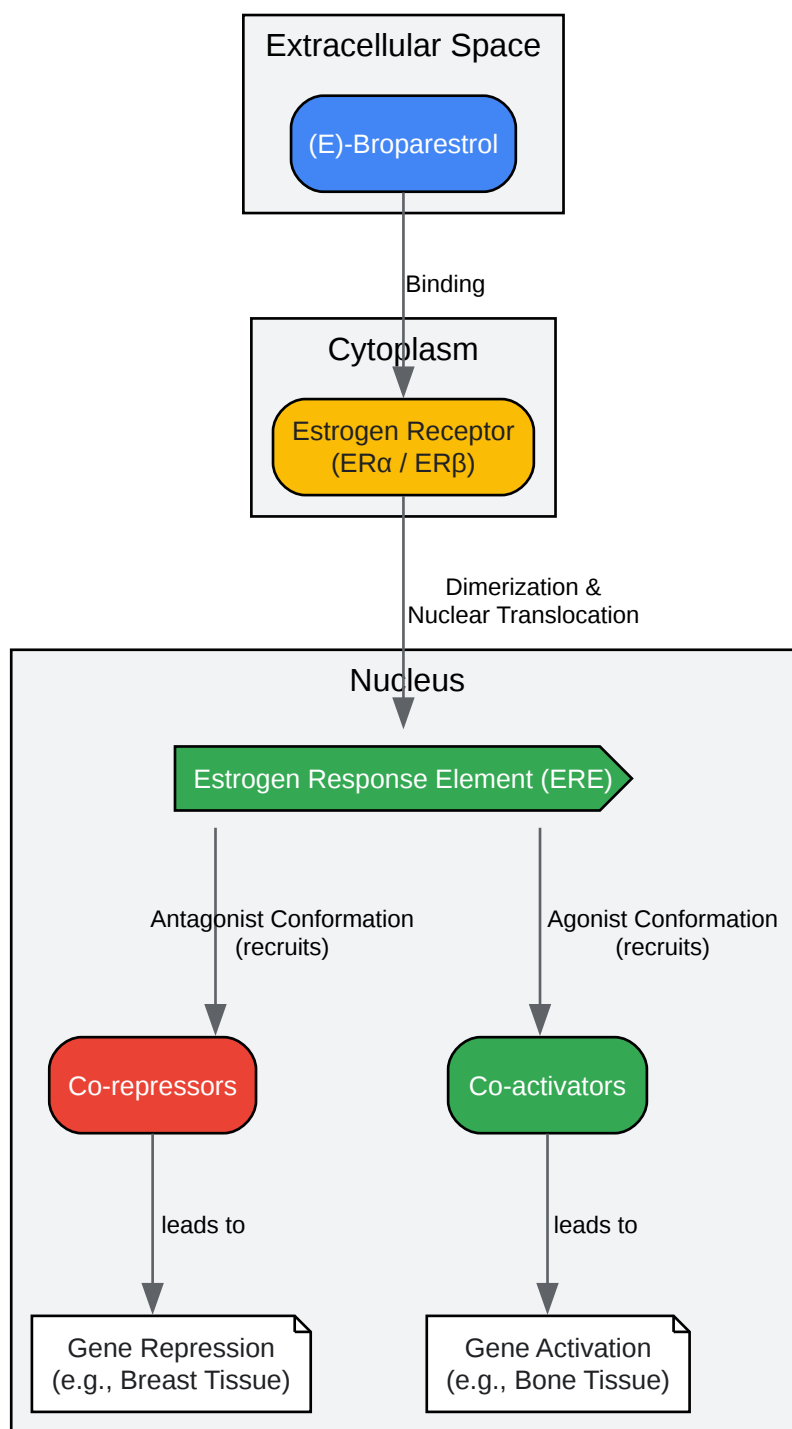 Extracellular Space
(E)-Broparestrol
Binding
Cytoplasm
Estrogen Receptor
(ERα / ERβ)
Dimerization &
Nuclear Translocation
Nucleus
Estrogen Response Element (ERE)
Antagonist Conformation
(recruits)
Agonist Conformation
(recruits)
Co-repressors
Co-activators
leads to
leads to
Gene Repression
(e.g., Breast Tissue)
Gene Activation
(e.g., Bone Tissue)